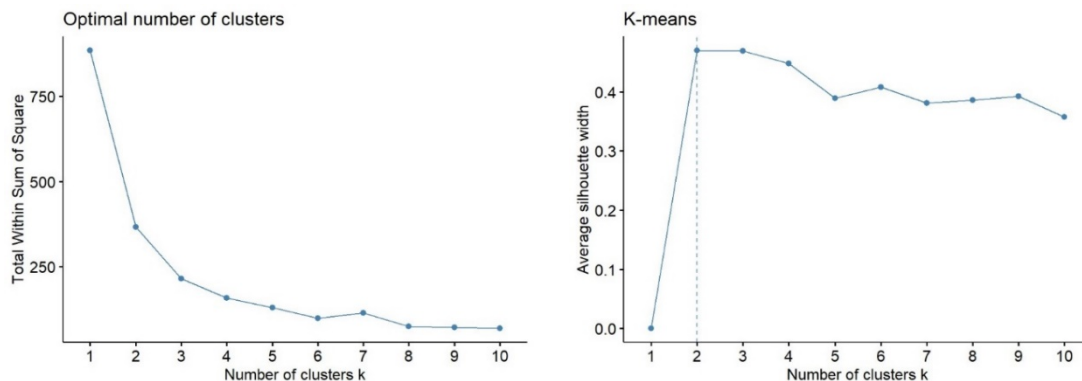 Optimal number of clusters
Total Within Sum of Square
750
500
250
1 2 3 4 5 6 7 8 9 10
Number of clusters k
K-means
Average silhouette width
0.4
0.3
0.2
0.1
0.0
1 2 3 4 5 6 7 8 9 10
Number of clusters k